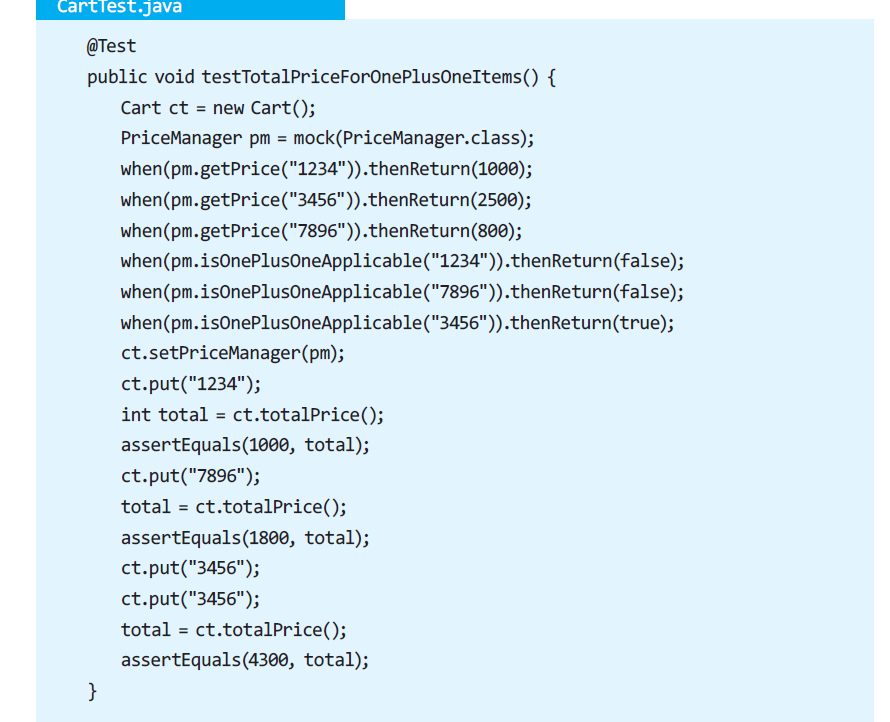 CartTest.java
@Test
public void testTotalPriceForOnePlusOneItems() {
Cart ct = new Cart();
PriceManager pm = mock(PriceManager.class);
when(pm.getPrice("1234")).thenReturn(1000);
when(pm.getPrice("3456")).thenReturn(2500);
when(pm.getPrice("7896")).thenReturn(800);
when(pm.isOnePlusOneApplicable("1234")).thenReturn(false);
when(pm.isOnePlusOneApplicable("7896")).thenReturn(false);
when(pm.isOnePlusOneApplicable("3456")).thenReturn(true);
ct.setPriceManager(pm);
ct.put("1234");
int total = ct.totalPrice();
assertEquals(1000, total);
ct.put("7896");
total = ct.totalPrice();
assertEquals(1800, total);
ct.put("3456");
ct.put("3456");
total = ct.totalPrice();
assertEquals(4300, total);
}